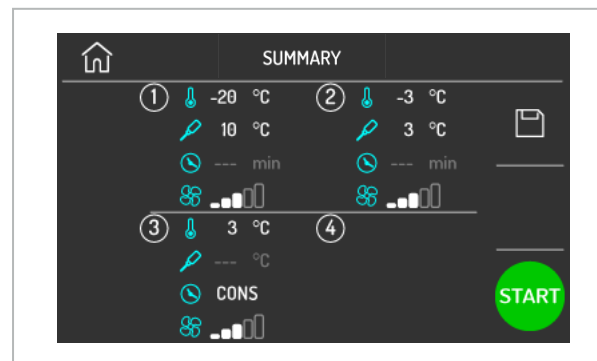 SUMMARY
1 -20 °C 2 -3 °C
10 °C 3 °C
--- min --- min
3 3 °C 4
--- °C
CONS
START